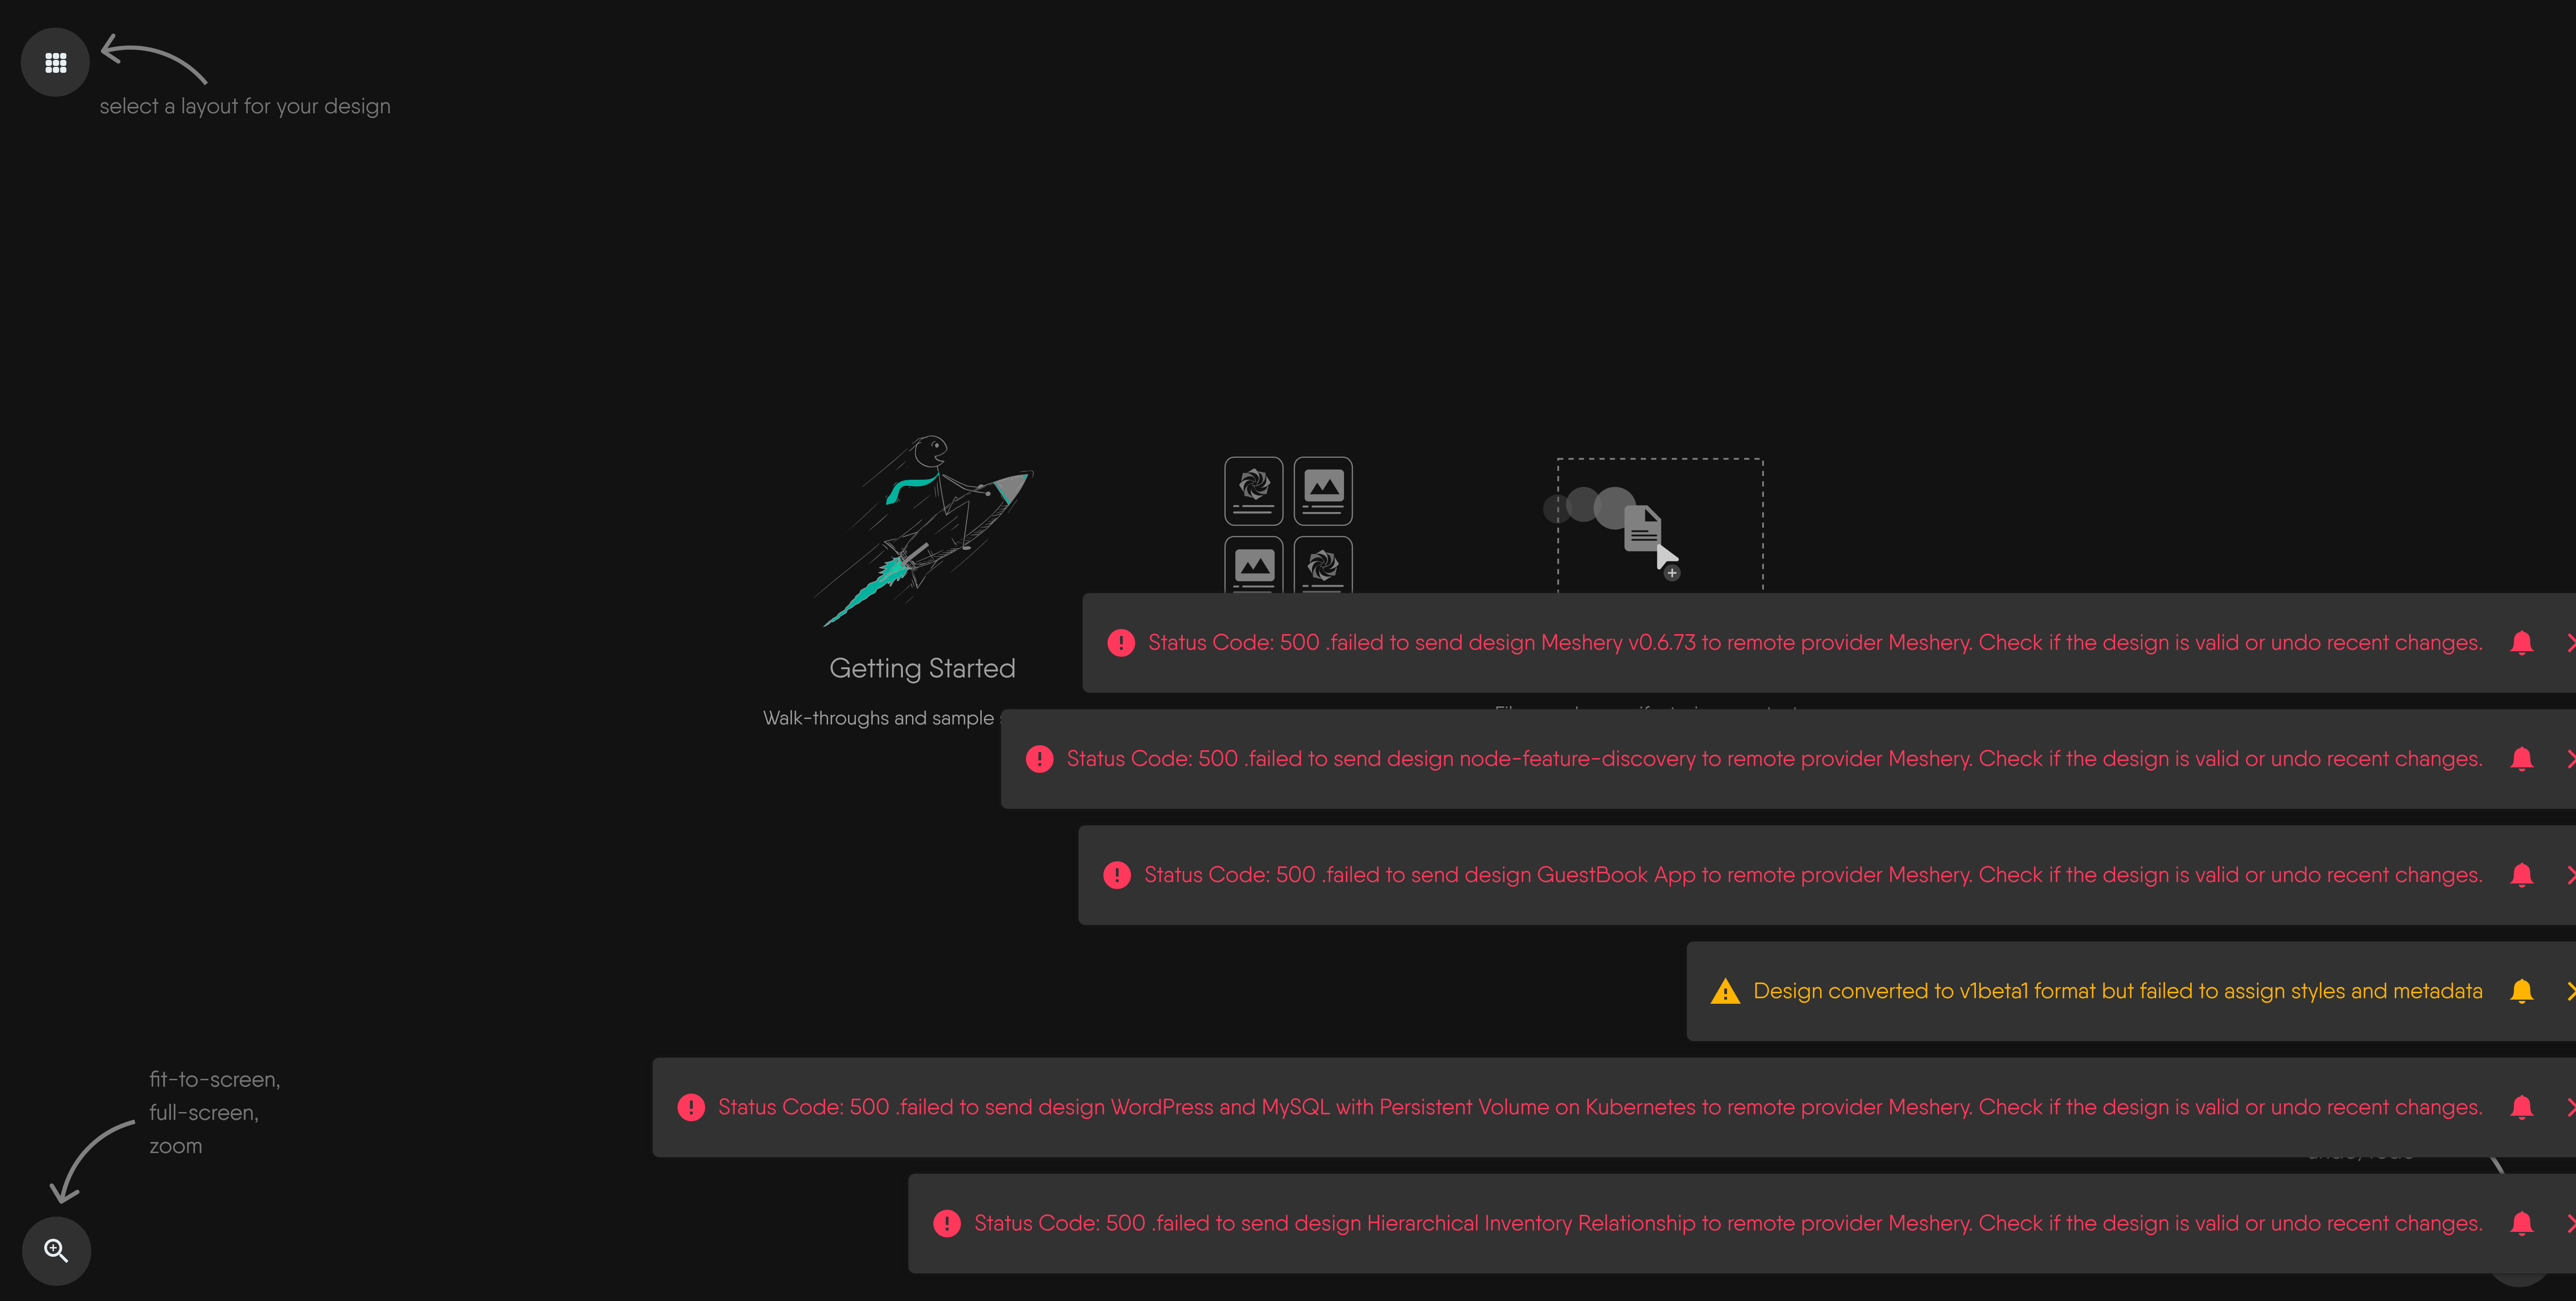 select a layout for your design
Getting Started
Walk-throughs and sample
Status Code: 500 .failed to send design Meshery v0.6.73 to remote provider Meshery. Check if the design is valid or undo recent changes.
Status Code: 500 .failed to send design node-feature-discovery to remote provider Meshery. Check if the design is valid or undo recent changes.
Status Code: 500 .failed to send design GuestBook App to remote provider Meshery. Check if the design is valid or undo recent changes.
Design converted to v1beta1 format but failed to assign styles and metadata
fit-to-screen,
full-screen,
zoom
Status Code: 500 .failed to send design WordPress and MySQL with Persistent Volume on Kubernetes to remote provider Meshery. Check if the design is valid or undo recent changes.
Status Code: 500 .failed to send design Hierarchical Inventory Relationship to remote provider Meshery. Check if the design is valid or undo recent changes.